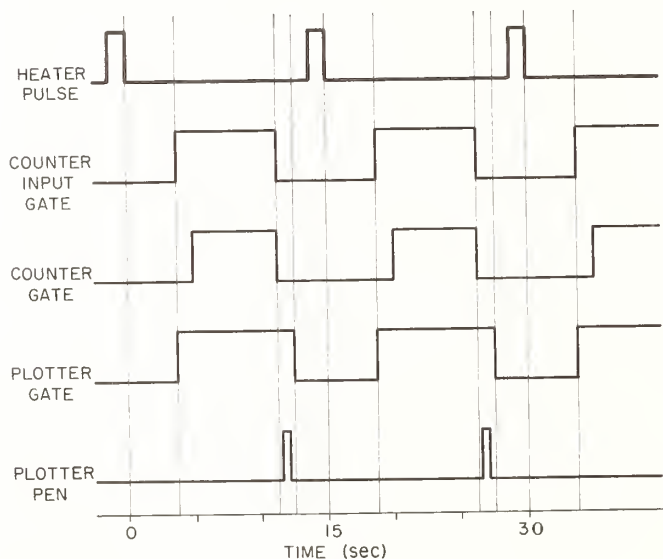 HEATER
PULSE
COUNTER
INPUT
GATE
COUNTER
GATE
PLOTTER
GATE
PLOTTER
PEN
0 15 30
TIME (sec)